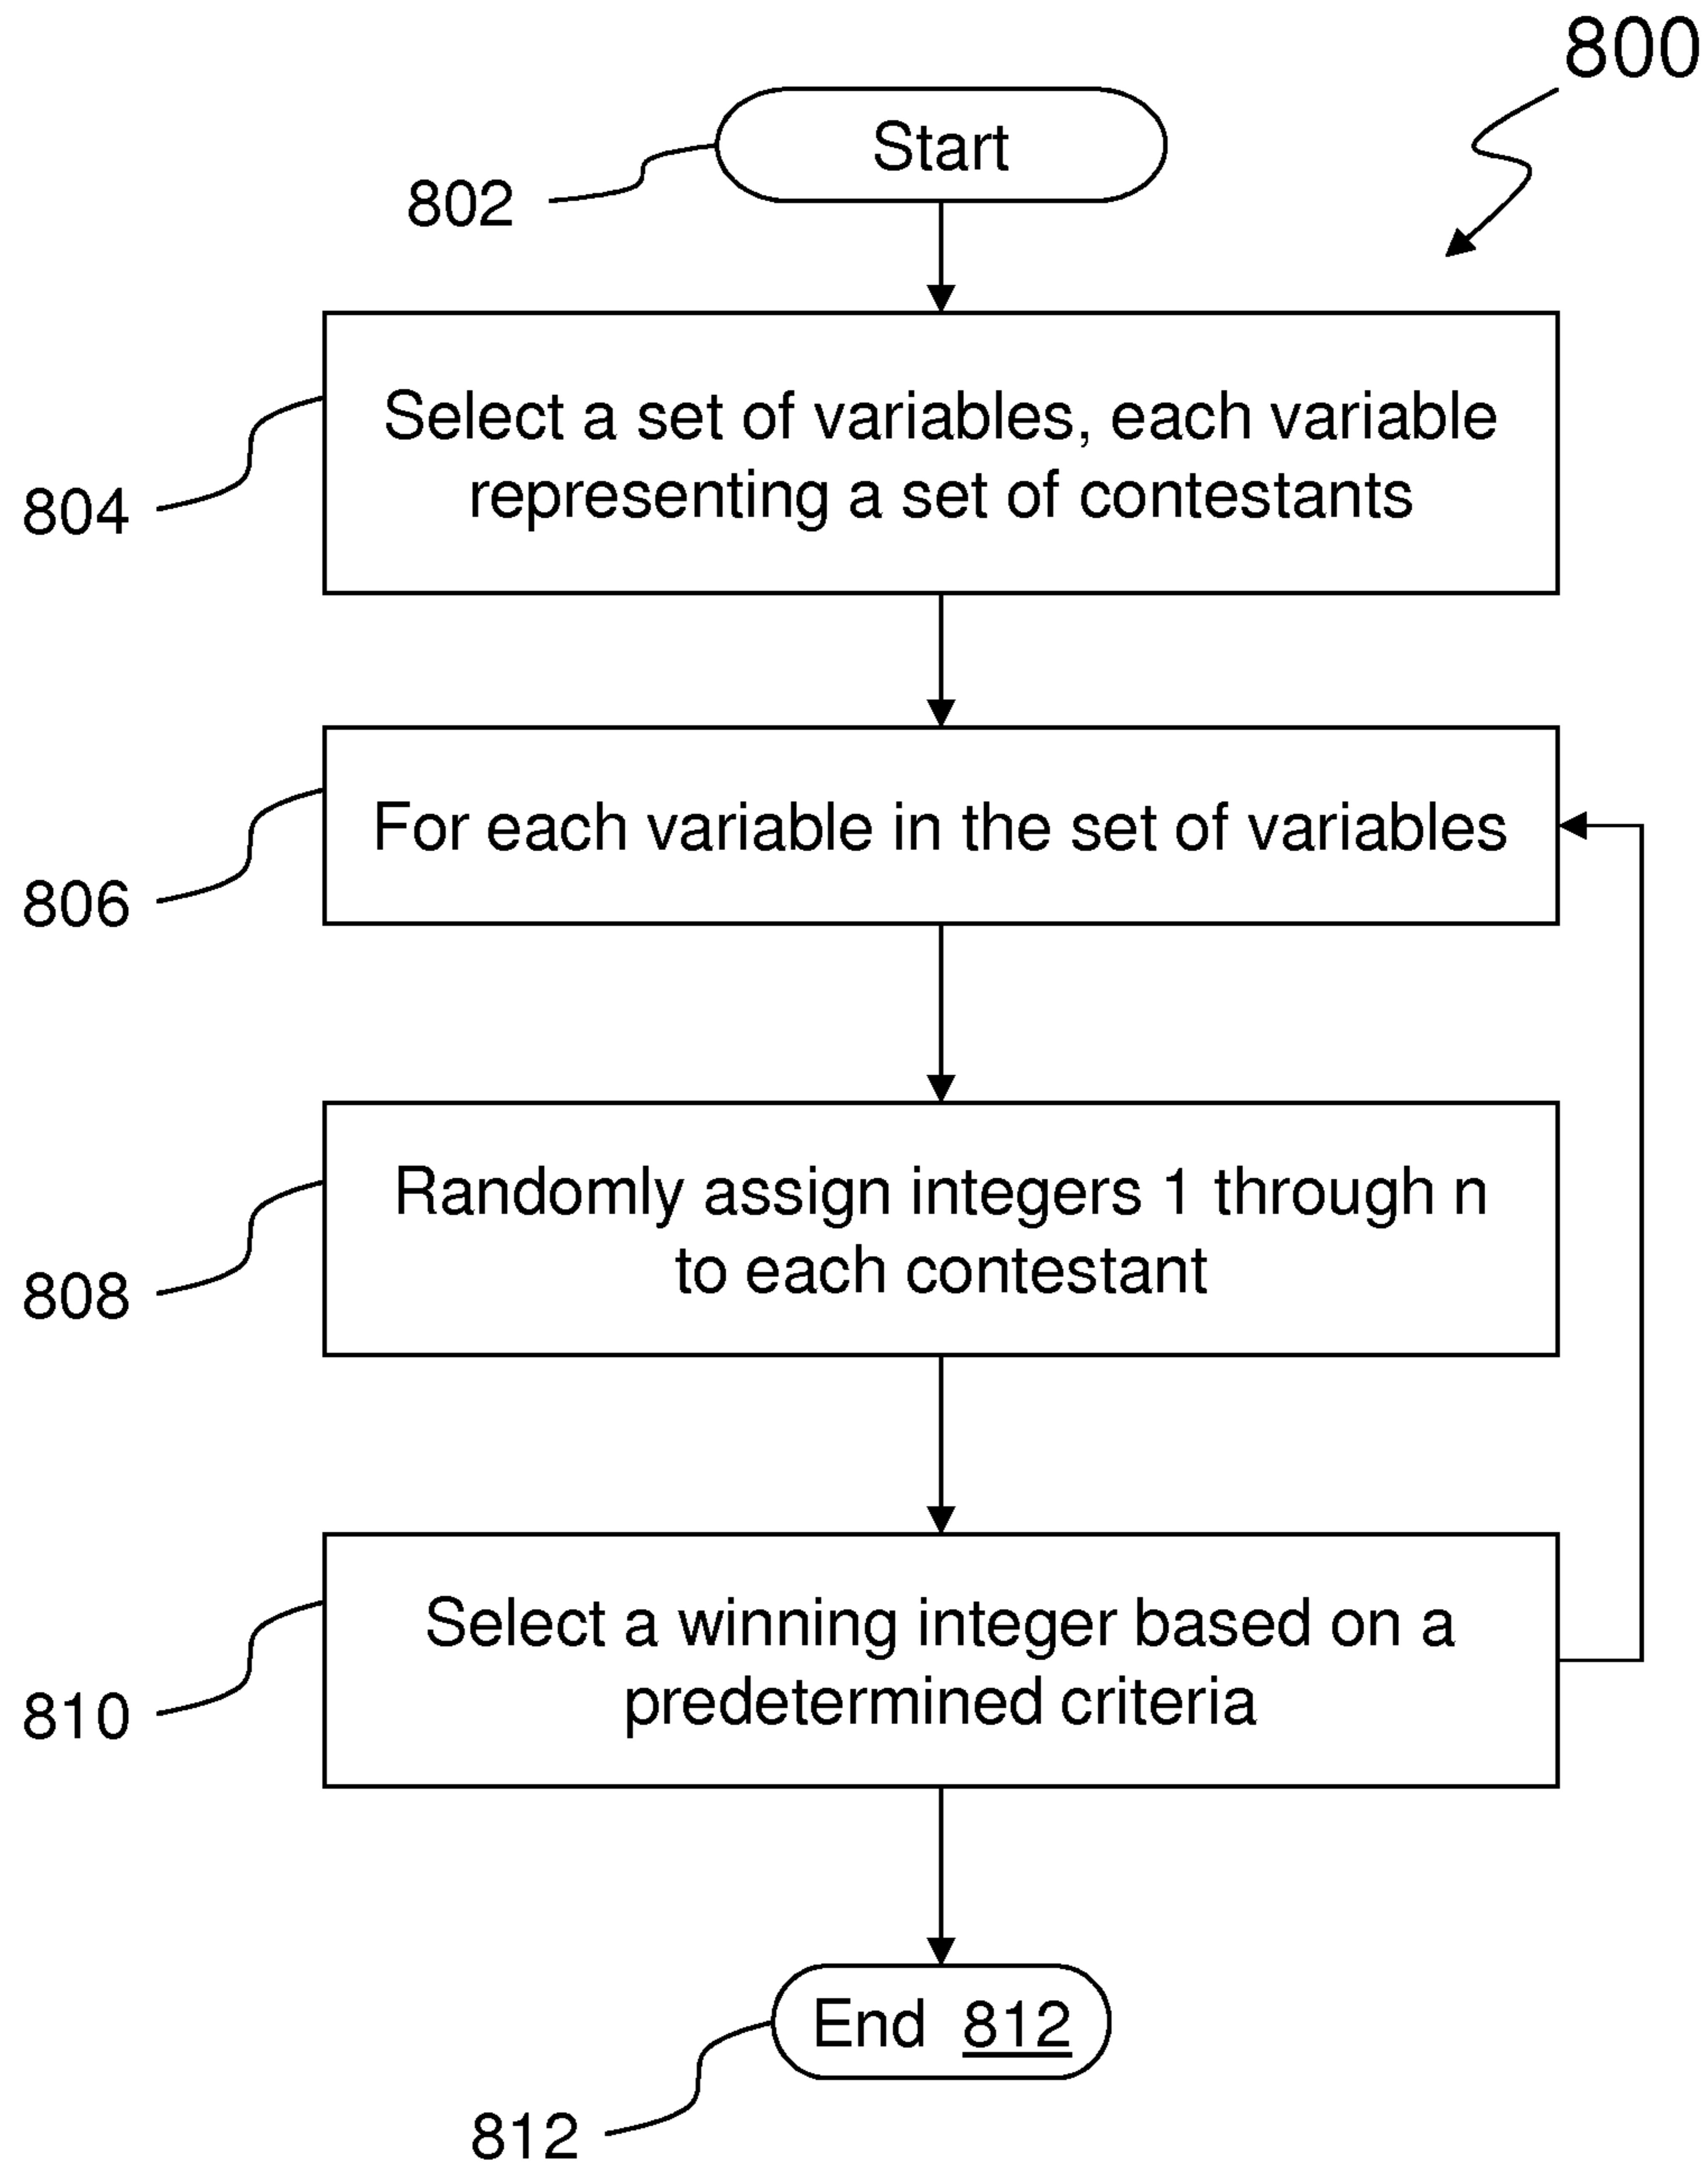 800
Start
802
Select a set of variables, each variable
representing a set of contestants
804
For each variable in the set of variables
806
Randomly assign integers 1 through n
to each contestant
808
Select a winning integer based on a
predetermined criteria
810
End 812
812